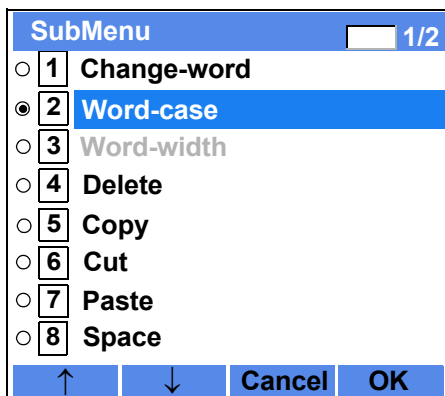 SubMenu 1/2
1 Change-word
2 Word-case
3 Word-width
4 Delete
5 Copy
6 Cut
7 Paste
8 Space
↑ ↓ Cancel OK